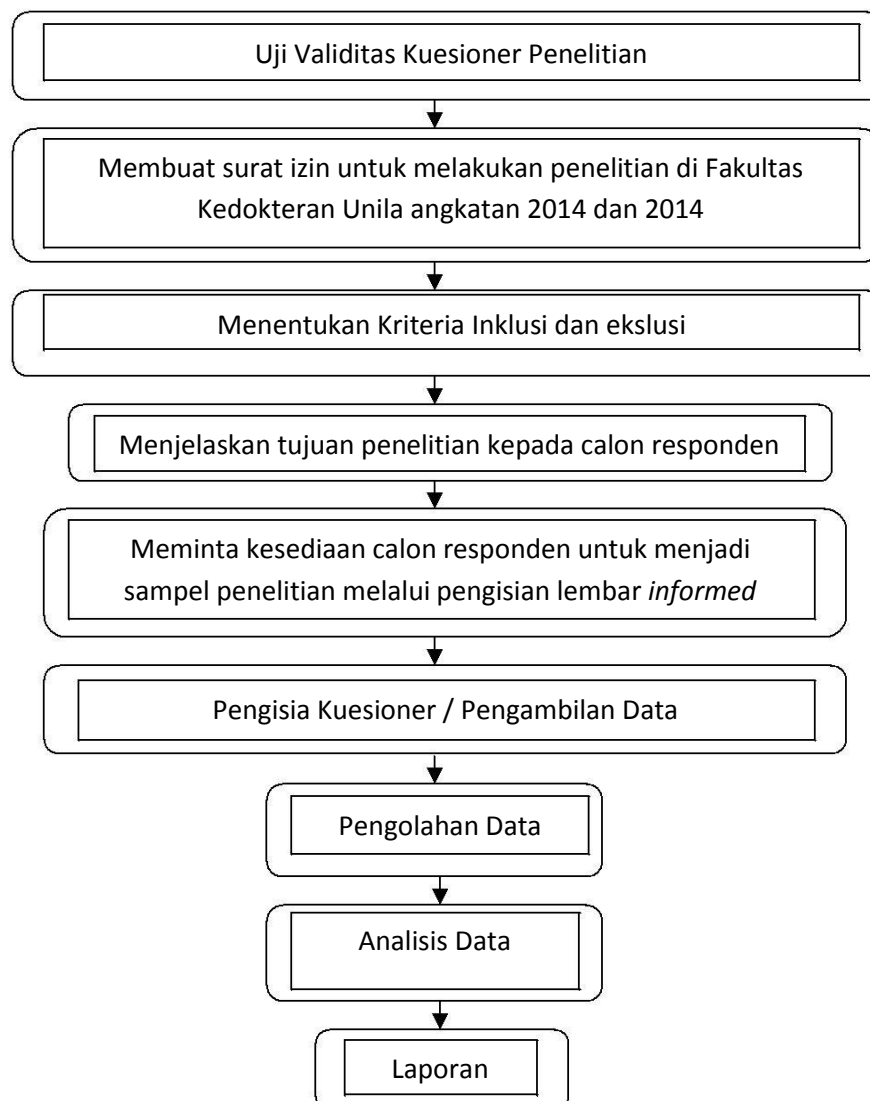 Uji Validitas Kuesioner Penelitian
Membuat surat izin untuk melakukan penelitian di Fakultas
Kedokteran Unila angkatan 2014 dan 2014
Menentukan Kriteria Inklusi dan ekslusi
Menjelaskan tujuan penelitian kepada calon responden
Meminta kesediaan calon responden untuk menjadi
sampel penelitian melalui pengisian lembar informed
Pengisia Kuesioner / Pengambilan Data
Pengolahan Data
Analisis Data
Laporan